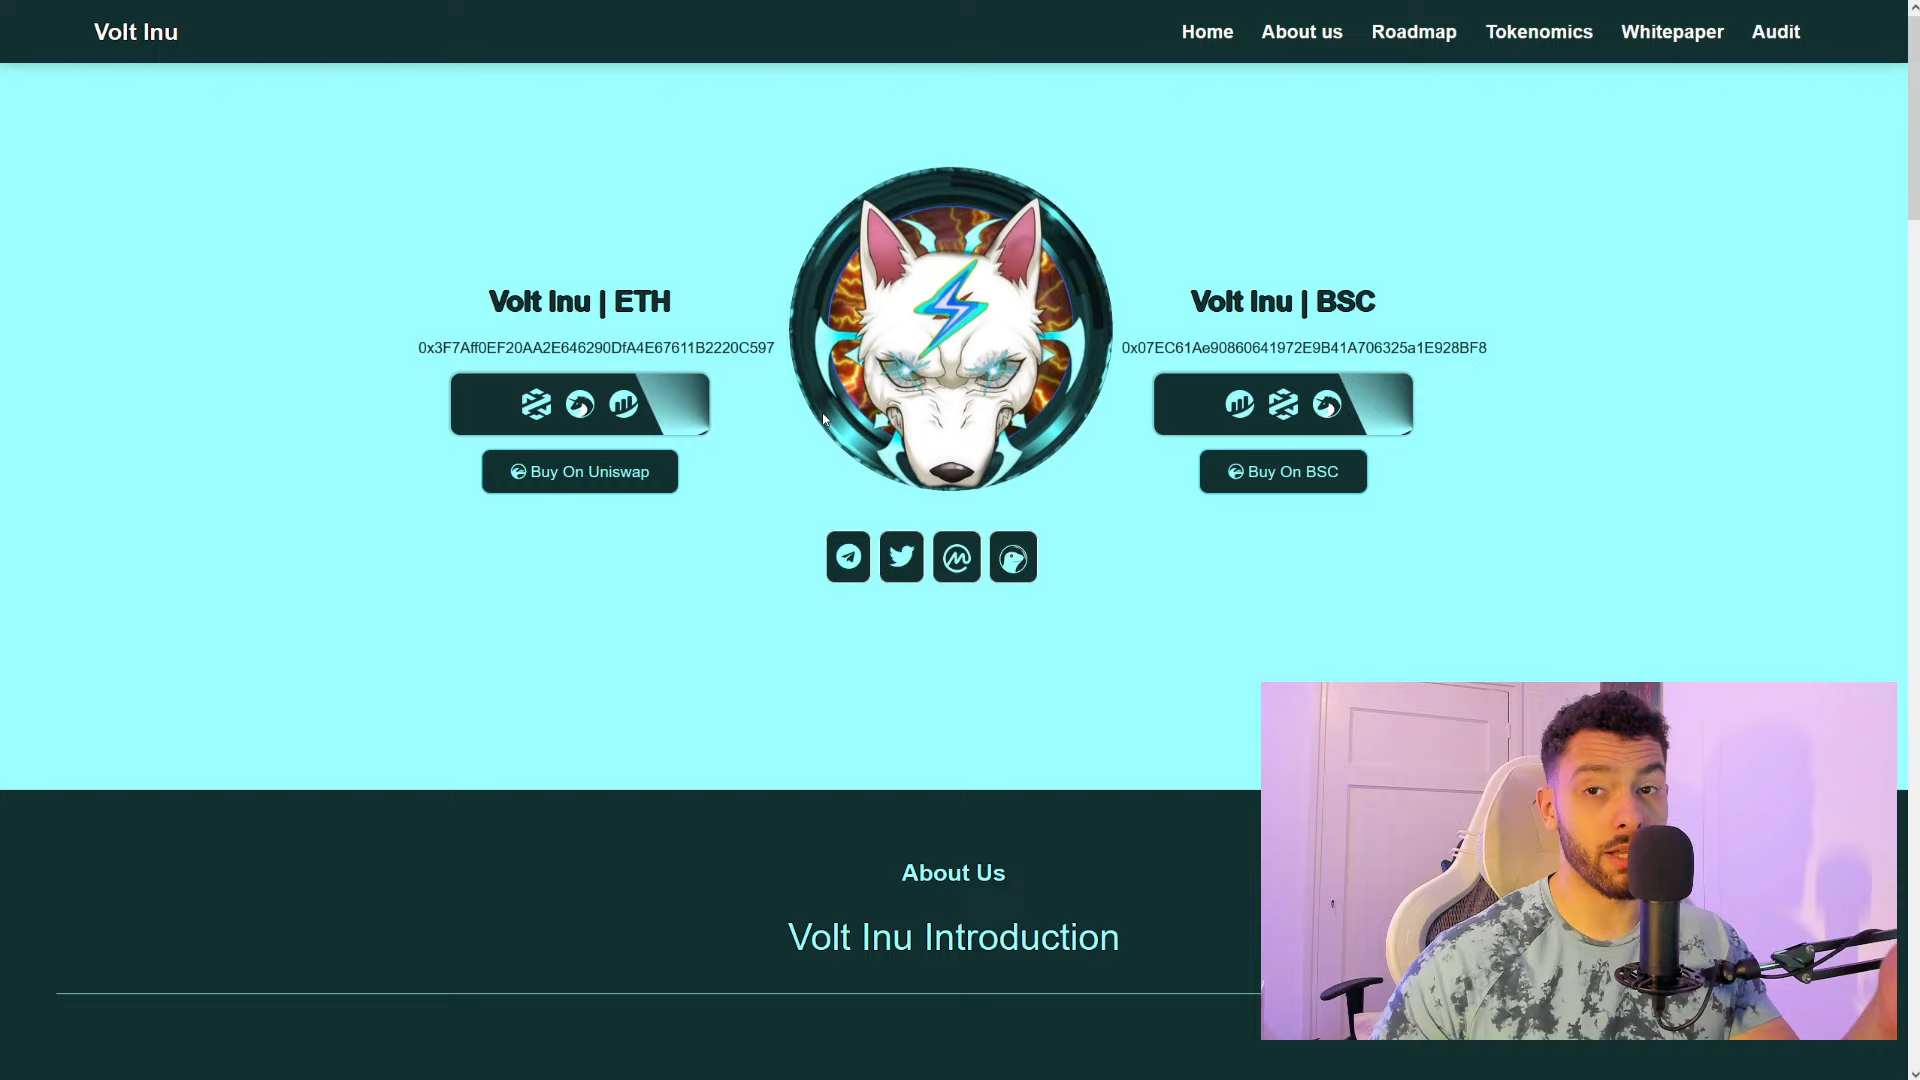 Volt Inu
Home About us Roadmap Tokenomics Whitepaper Audit
Volt Inu | ETH
0x3F7Aff0EF20AA2E646290DfA4E67611B2220C597
Buy On Uniswap
Volt Inu | BSC
0x07EC61Ae90860641972E9B41A706325a1E928BF8
Buy On BSC
About Us
Volt Inu Introduction